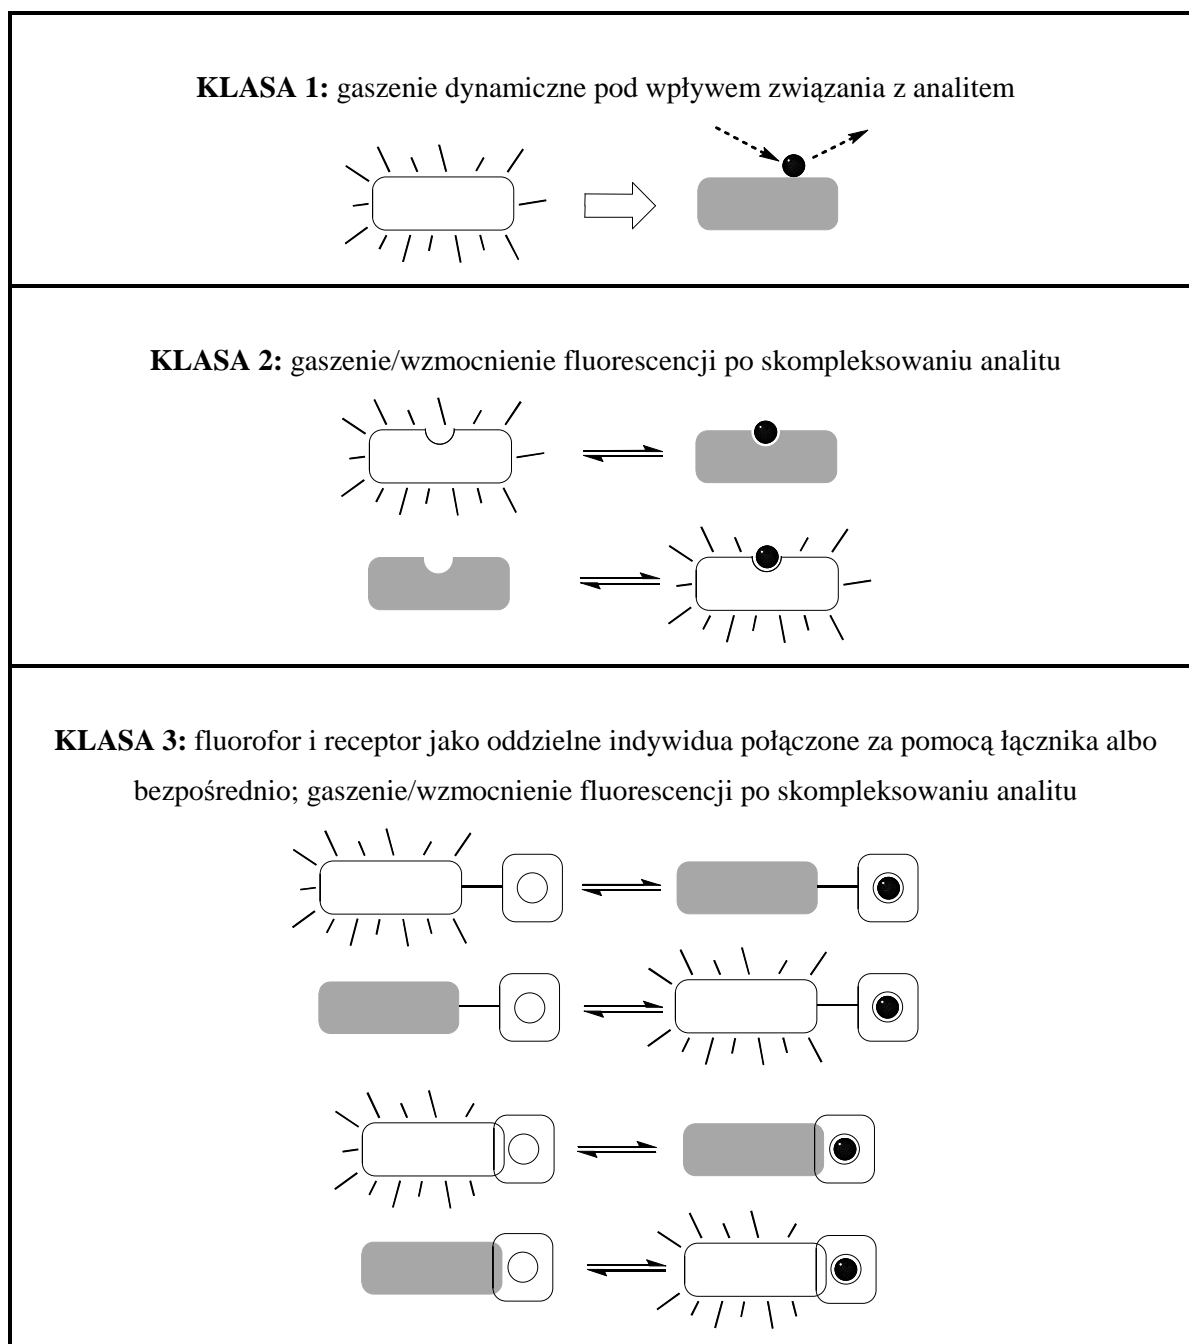 KLASA 1: gaszenie dynamiczne pod wpływem związania z analitem
KLASA 2: gaszenie/wzmocnienie fluorescencji po skompleksowaniu analitu
KLASA 3: fluorofor i receptor jako oddzielne indywidua połączone za pomocą łącznika albo
bezpośrednio; gaszenie/wzmocnienie fluorescencji po skompleksowaniu analitu